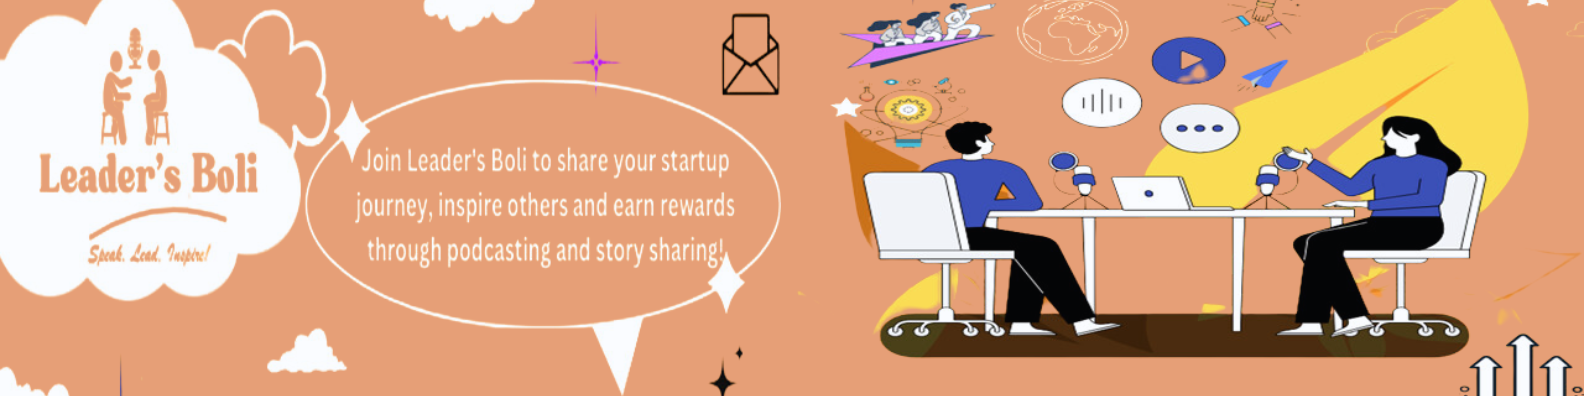 Leader's Boli
Speak. Lead. Inspire!
Join Leader's Boli to share your startup
journey, inspire others and earn rewards
through podcasting and story sharing!